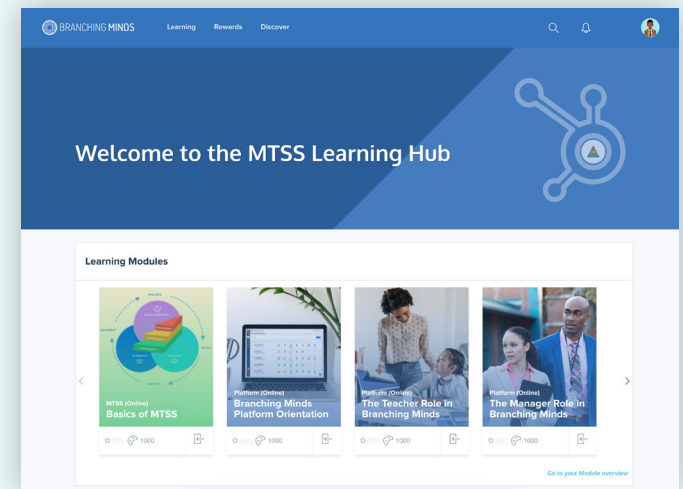 BRANCHING MINDS
Learning Rewards Discover
Welcome to the MTSS Learning Hub
Learning Modules
MTSS (Online)
Basics of MTSS
1000
Platform (Online)
Branching Minds
Platform Orientation
1000
Platform (Online)
The Teacher Role in
Branching Minds
1000
Platform (Online)
The Manager Role in
Branching Minds
1000
Go to your Module overview